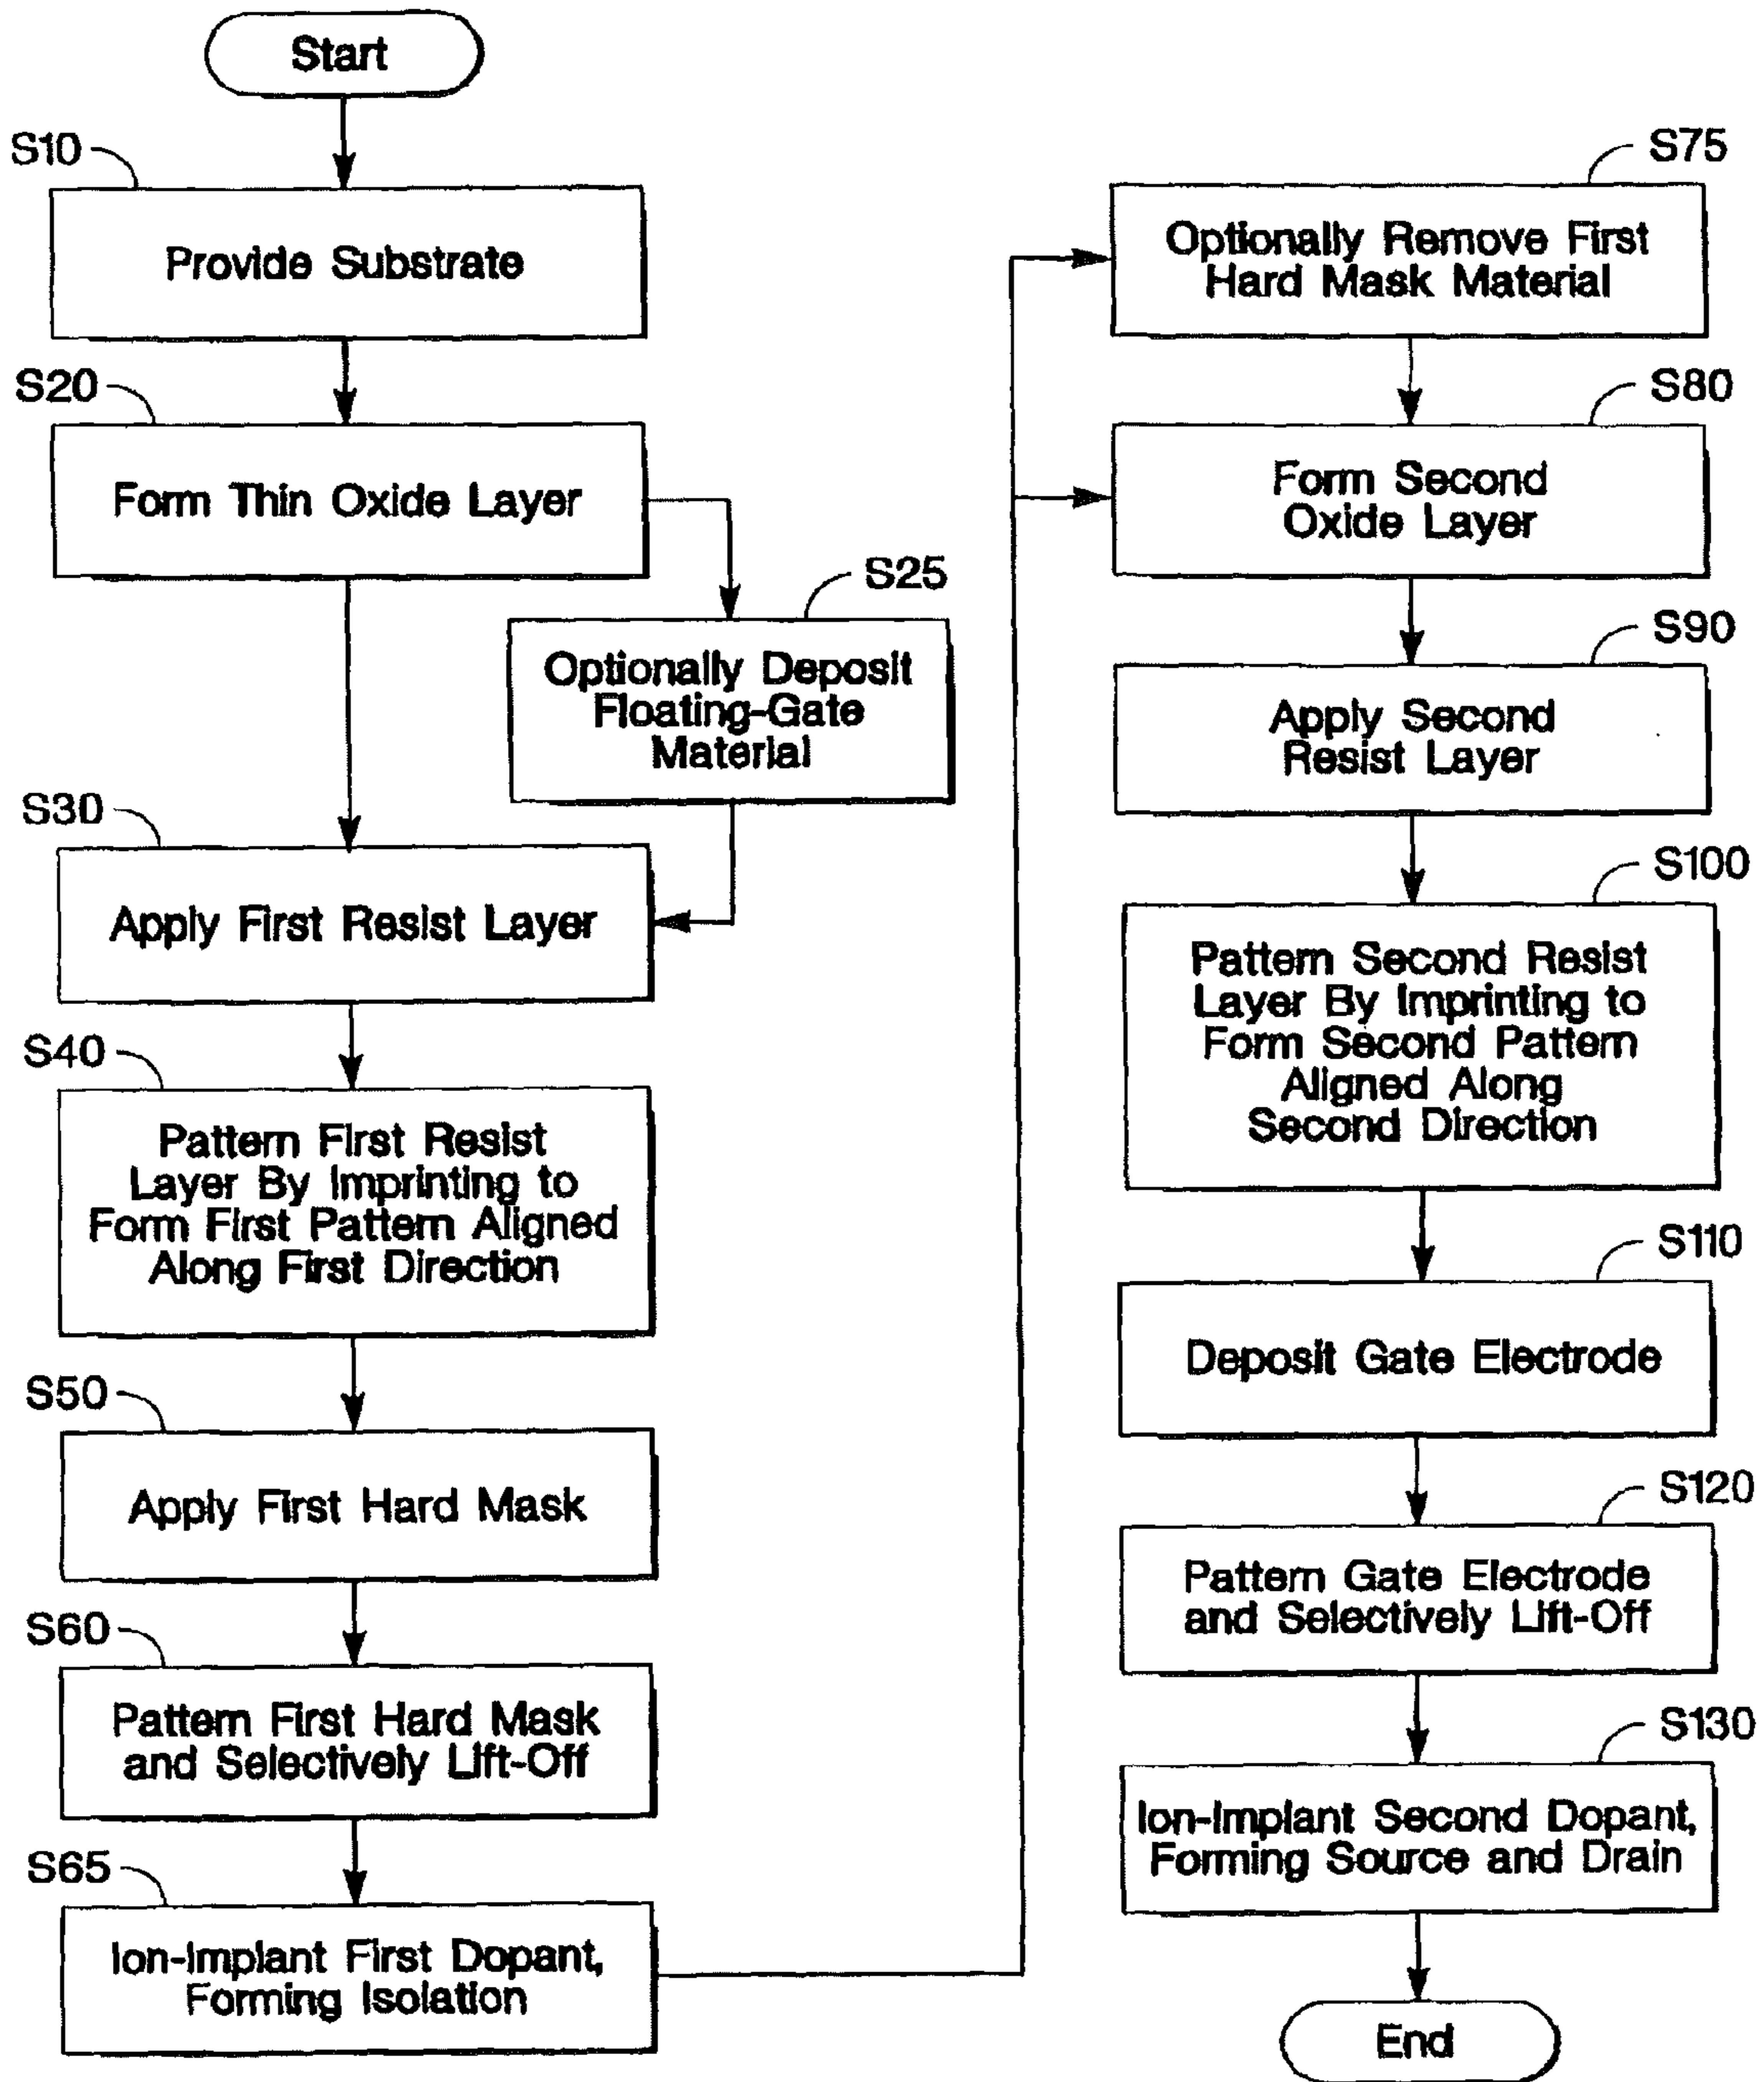 Start
S10
Provide Substrate
S20
Form Thin Oxide Layer
S25
Optionally Deposit
Floating-Gate
Material
S30
Apply First Resist Layer
S40
Pattern First Resist
Layer By Imprinting to
Form First Pattern Aligned
Along First Direction
S50
Apply First Hard Mask
S60
Pattern First Hard Mask
and Selectively Lift-Off
S65
Ion-Implant First Dopant,
Forming Isolation
S75
Optionally Remove First
Hard Mask Material
S80
Form Second
Oxide Layer
S90
Apply Second
Resist Layer
S100
Pattern Second Resist
Layer By Imprinting to
Form Second Pattern
Aligned Along
Second Direction
S110
Deposit Gate Electrode
S120
Pattern Gate Electrode
and Selectively Lift-Off
S130
Ion-Implant Second Dopant,
Forming Source and Drain
End